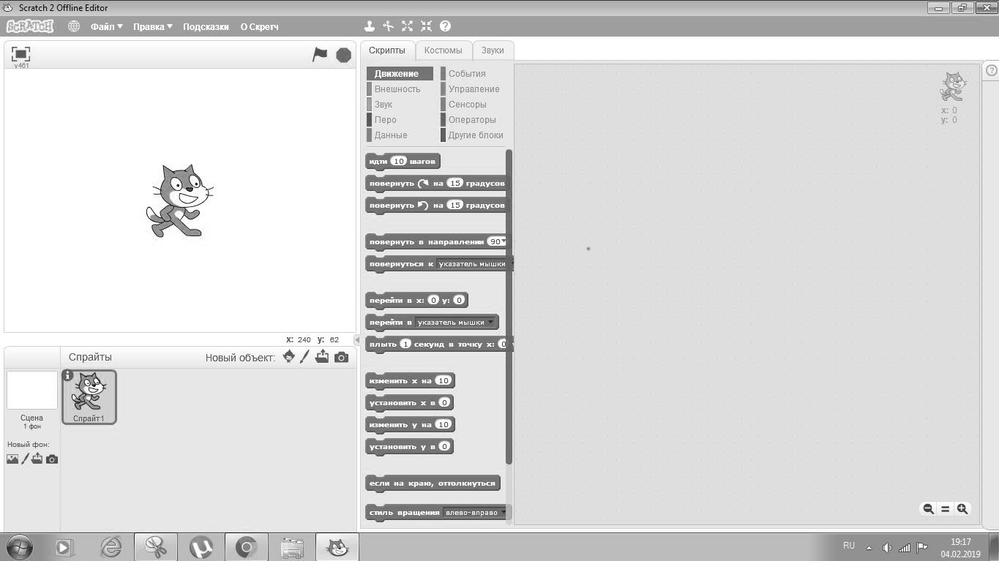 Scratch 2 Offline Editor
SCRATCH Файл Правка Подсказки О Скретч
v461
Скрипты Костюмы Звуки
Движение События
Внешность Управление
Звук Сенсоры
Перо Операторы
Данные Другие блоки
x: 0
y: 0
идти 10 шагов
повернуть на 15 градусов
повернуть на 15 градусов
повернуть в направлении 90
повернуться к указатель мышки
перейти в x: 0 y: 0
перейти в указатель мышки
плыть 1 секунд в точку x: 0
изменить x на 10
установить x в 0
изменить y на 10
установить y в 0
если на краю, оттолкнуться
стиль вращения влево-вправо
x: 240 y: 62
Спрайты Новый объект:
Сцена
1 фон
Новый фон:
Спрайт1
RU
19:17
04.02.2019